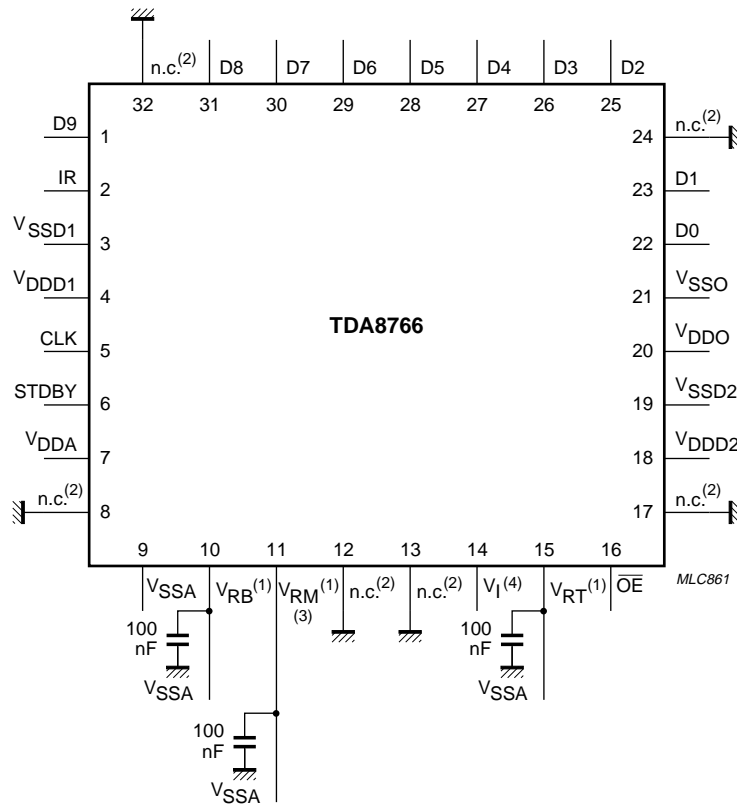 n.c.(2) D8 D7 D6 D5 D4 D3 D2
32 31 30 29 28 27 26 25
D9 1 24 n.c.(2)
IR 2 23 D1
VSSD1 3 22 D0
VDDD1 4 21 VSSO
CLK 5 TDA8766 20 VDDO
STDBY 6 19 VSSD2
VDDA 7 18 VDDD2
n.c.(2) 8 17 n.c.(2)
9 10 11 12 13 14 15 16
VSSA VRB(1) VRM(1) n.c.(2) n.c.(2) VI(4) VRT(1) OE MLC861
(3)
100 nF
VSSA
100 nF
VSSA
100 nF
VSSA